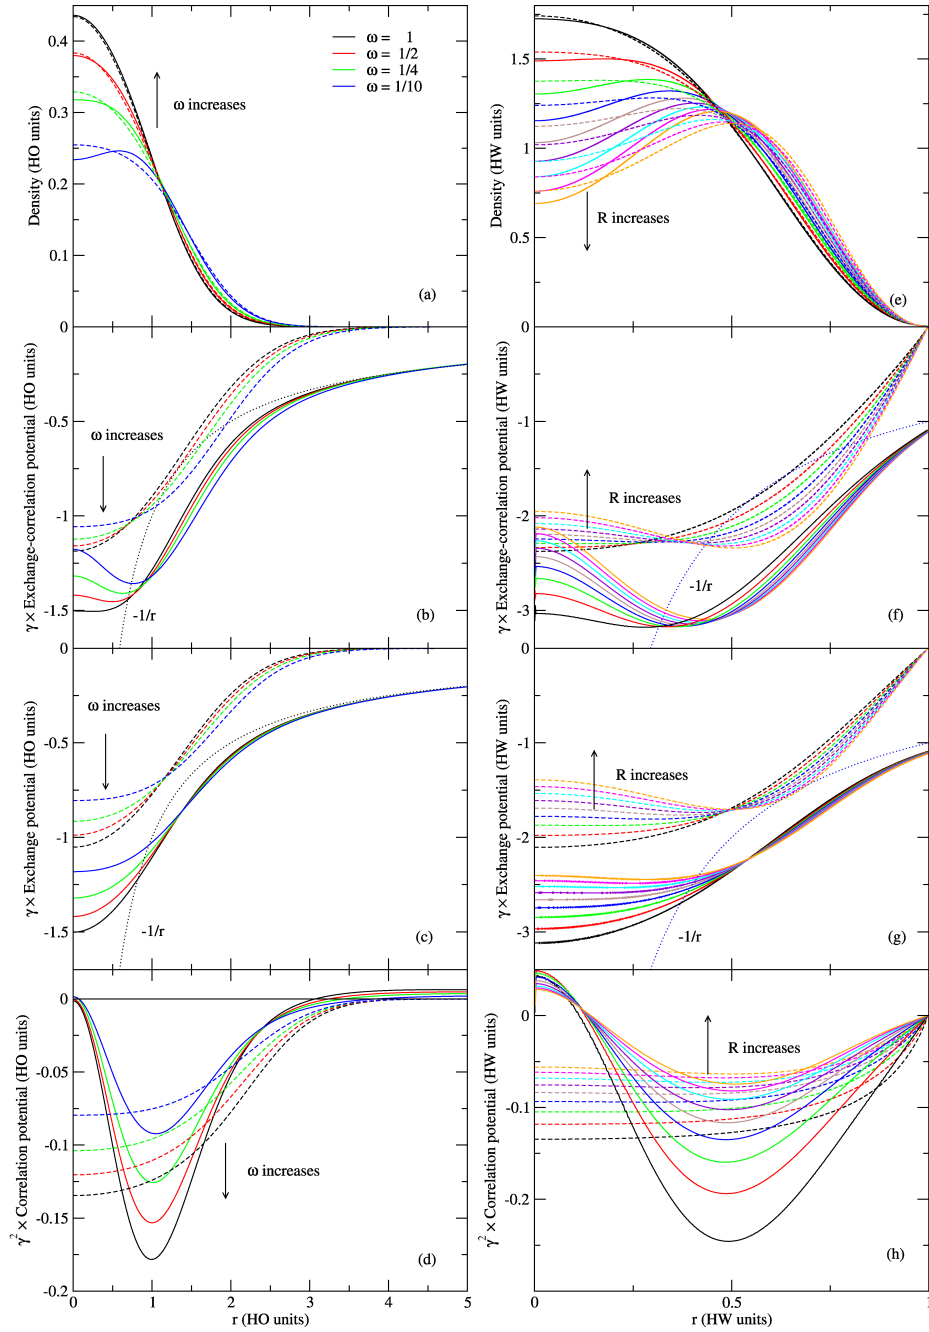 Density (HO units)
0.4
0.3
0.2
0.1
0
ω = 1
ω = 1/2
ω = 1/4
ω = 1/10
ω increases
(a)
γ × Exchange-correlation potential (HO units)
-0.5
-1
-1.5
ω increases
-1/r
(b)
γ × Exchange potential (HO units)
0
-0.5
-1
-1.5
ω increases
-1/r
(c)
γ² × Correlation potential (HO units)
0
-0.05
-0.1
-0.15
-0.2
ω increases
(d)
0 1 2 3 4 5
r (HO units)
Density (HW units)
1.5
1
0.5
0
R increases
(e)
γ × Exchange-correlation potential (HW units)
-1
-2
-3
R increases
-1/r
(f)
γ × Exchange potential (HW units)
0
-1
-2
-3
R increases
-1/r
(g)
γ² × Correlation potential (HW units)
0
-0.1
-0.2
R increases
(h)
0 0.5 1
r (HW units)